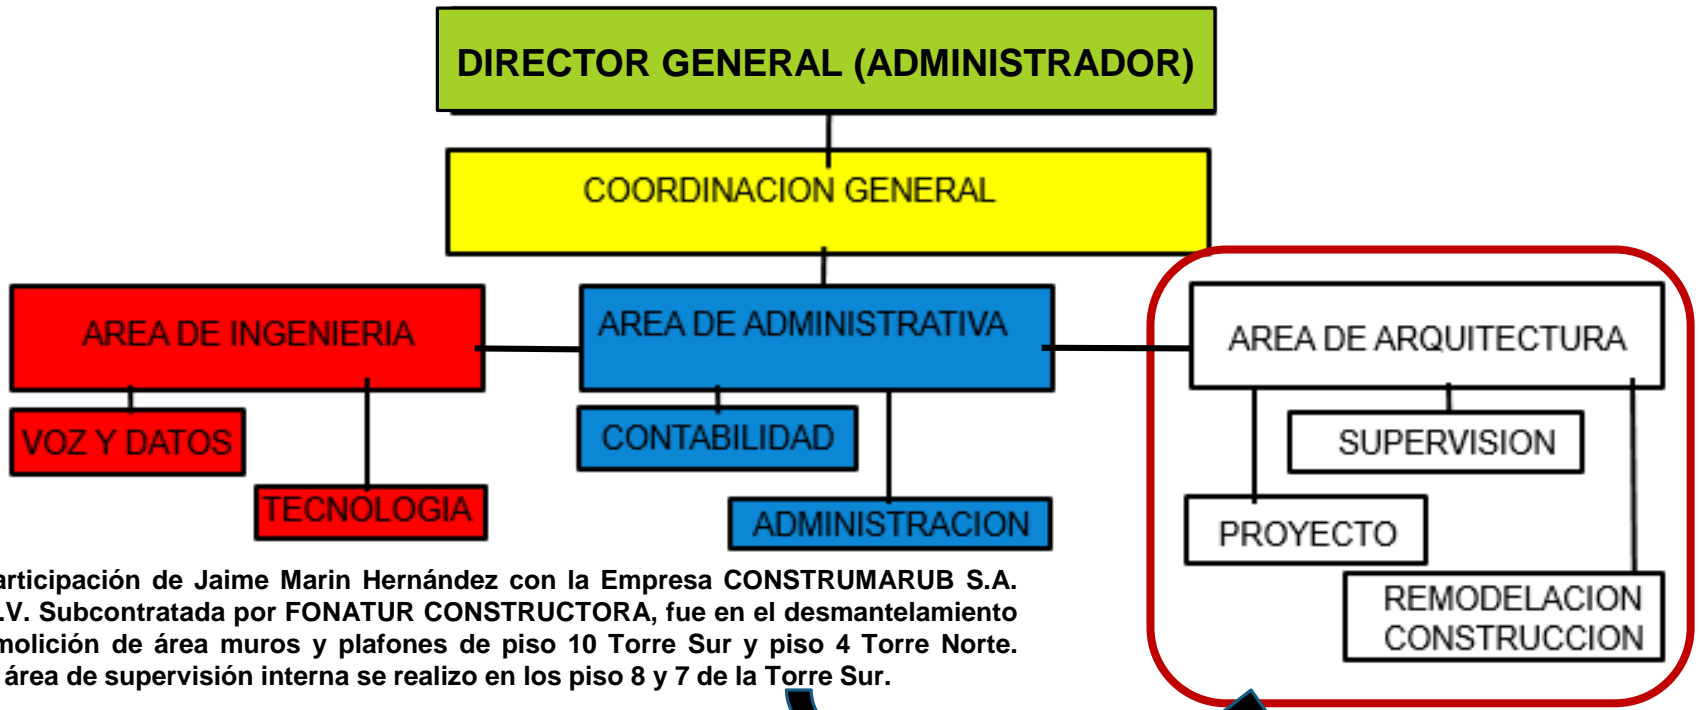 DIRECTOR GENERAL (ADMINISTRADOR)
COORDINACION GENERAL
AREA DE INGENIERIA
AREA DE ADMINISTRATIVA
AREA DE ARQUITECTURA
VOZ Y DATOS
CONTABILIDAD
SUPERVISION
TECNOLOGIA
ADMINISTRACION
PROYECTO
REMODELACION
CONSTRUCCION
articipación de Jaime Marin Hernández con la Empresa CONSTRUMARUB S.A.
.V. Subcontratada por FONATUR CONSTRUCTORA, fue en el desmantelamiento
molición de área muros y plafones de piso 10 Torre Sur y piso 4 Torre Norte.
área de supervisión interna se realizo en los piso 8 y 7 de la Torre Sur.